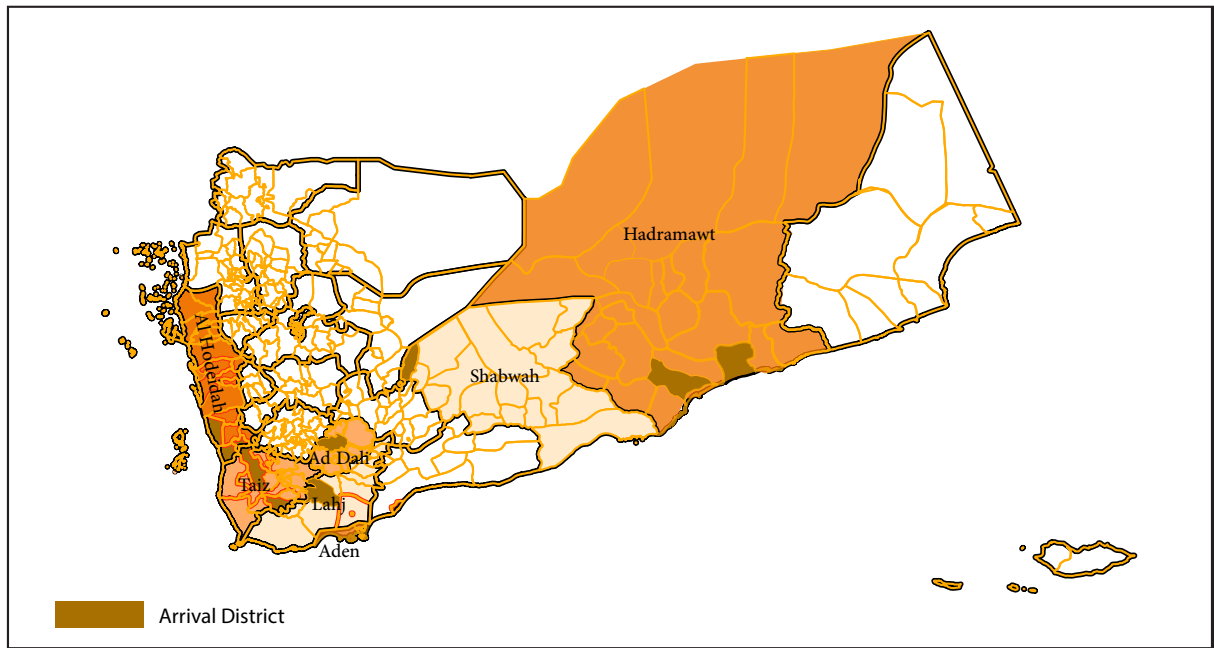 Hadramawt
Al Hodeidah
Shabwah
Ad Dali
Taiz
Lahj
Aden
Arrival District